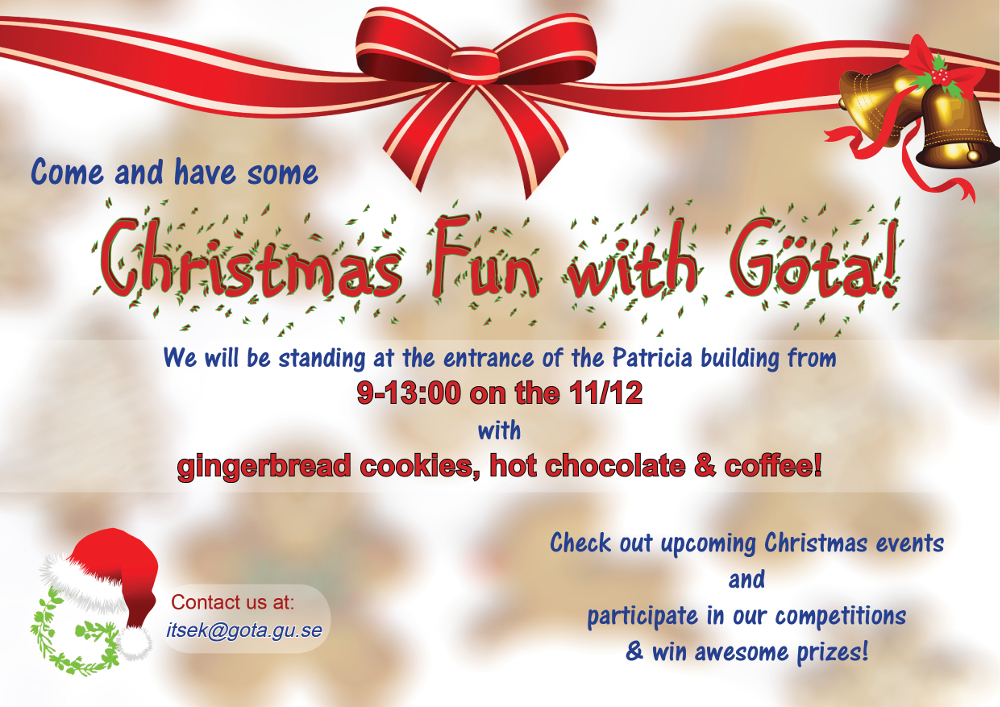 Come and have some
Christmas Fun with Göta!
We will be standing at the entrance of the Patricia building from
9-13:00 on the 11/12
with
gingerbread cookies, hot chocolate & coffee!
Check out upcoming Christmas events
and
participate in our competitions
& win awesome prizes!
G
Contact us at:
itsek@gota.gu.se